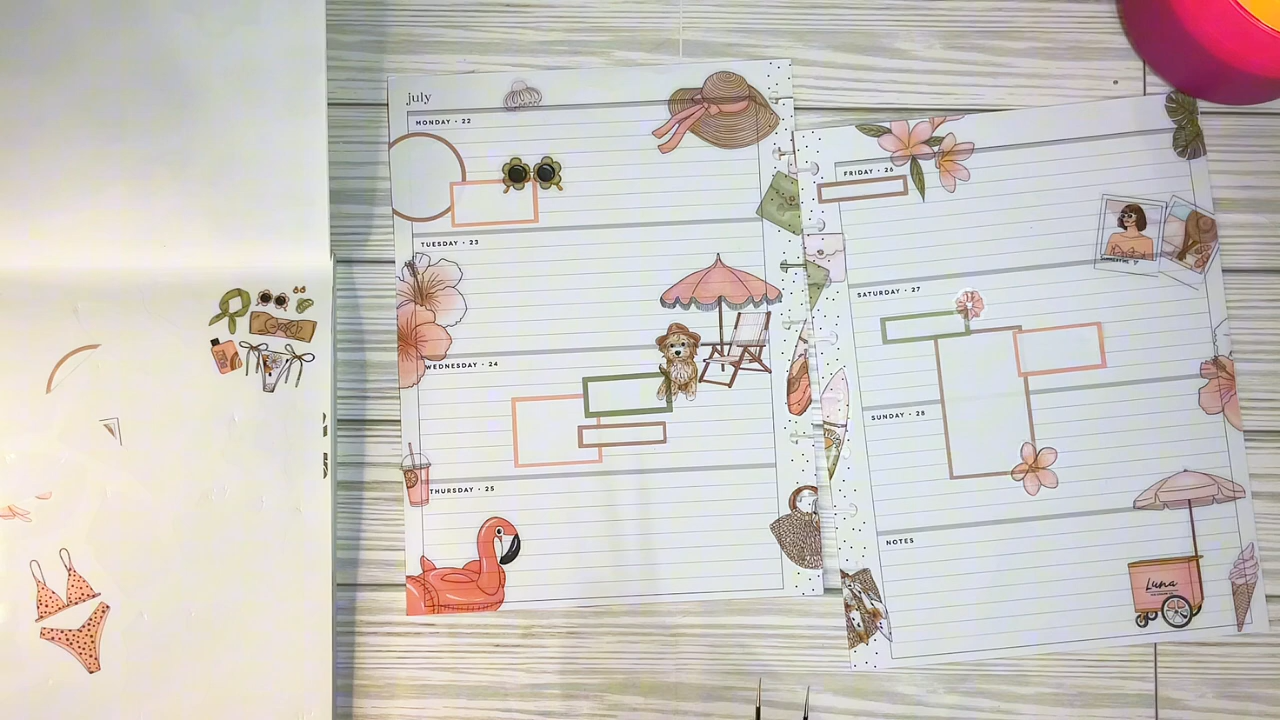 july
MONDAY • 22
TUESDAY • 23
WEDNESDAY • 24
THURSDAY • 25
FRIDAY • 26
SATURDAY • 27
SUNDAY • 28
NOTES
Luna